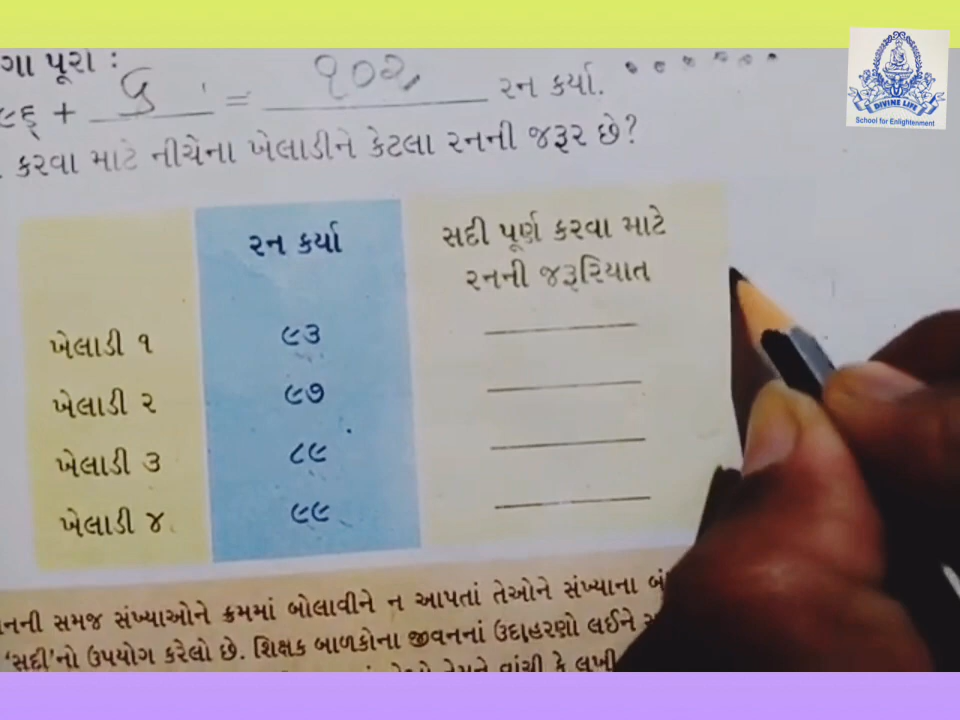 પૂરા :
૯૬ + ૬ = ૧૦૨ રન કર્યા.
કરવા માટે નીચેના ખેલાડીને કેટલા રનની જરૂર છે?
રન કર્યા
સદી પૂર્ણ કરવા માટે
રનની જરૂરિયાત
ખેલાડી ૧ ૯૩
ખેલાડી ૨ ૯૭
ખેલાડી ૩ ૮૯
ખેલાડી ૪ ૯૯
સમજ સંખ્યાઓને ક્રમમાં બોલાવીને ન આપતાં તેઓને સંખ્યાના
‘સદી’નો ઉપયોગ કરેલો છે. શિક્ષક બાળકોના જીવનનાં ઉદાહરણો લઈને
વાંચી કે લખી
DIVINE LIFE
School for Enlightenment